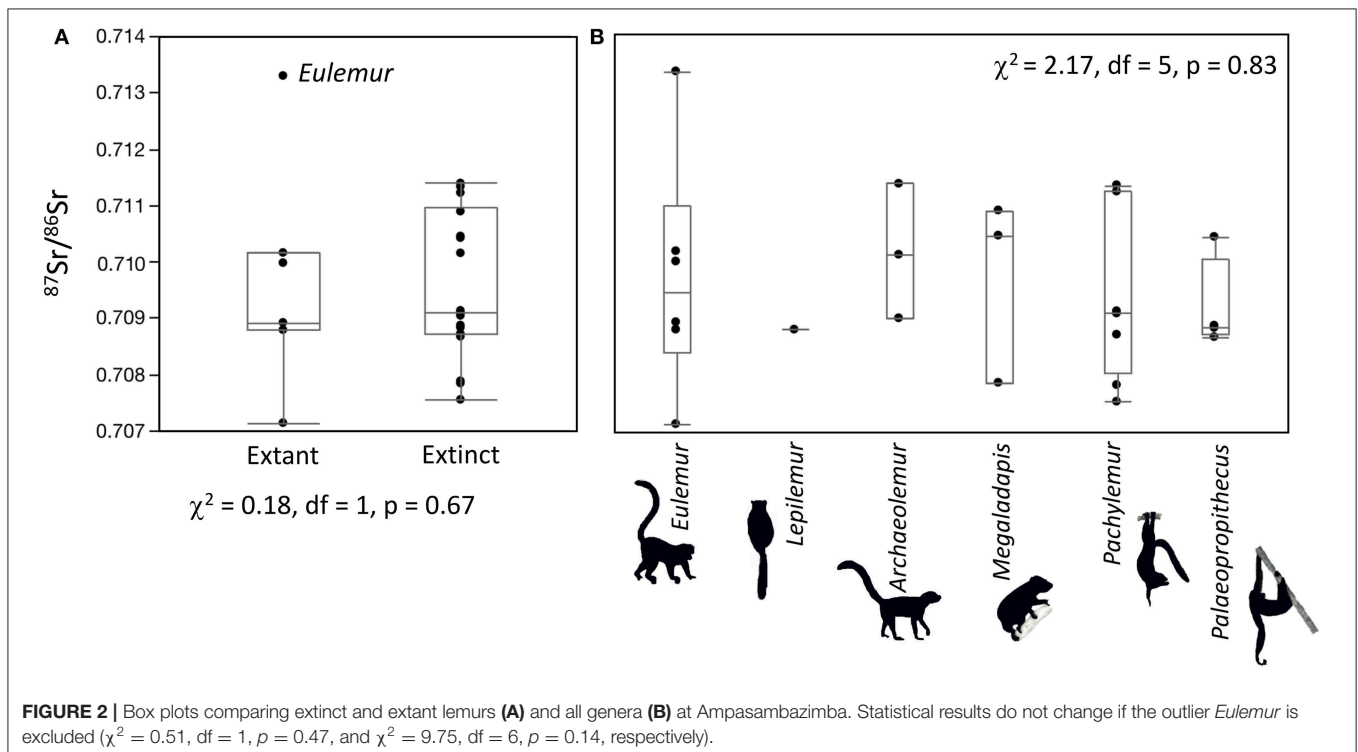 A
B
0.714
0.713
0.712
0.711
0.710
0.709
0.708
0.707
⁸⁷Sr/⁸⁶Sr
Eulemur
Extant
Extinct
χ² = 0.18, df = 1, p = 0.67
χ² = 2.17, df = 5, p = 0.83
Eulemur
Lepilemur
Archaeolemur
Megaladapis
Pachylemur
Palaeopropithecus
FIGURE 2 | Box plots comparing extinct and extant lemurs (A) and all genera (B) at Ampasambazimba. Statistical results do not change if the outlier Eulemur is
excluded (χ² = 0.51, df = 1, p = 0.47, and χ² = 9.75, df = 6, p = 0.14, respectively).